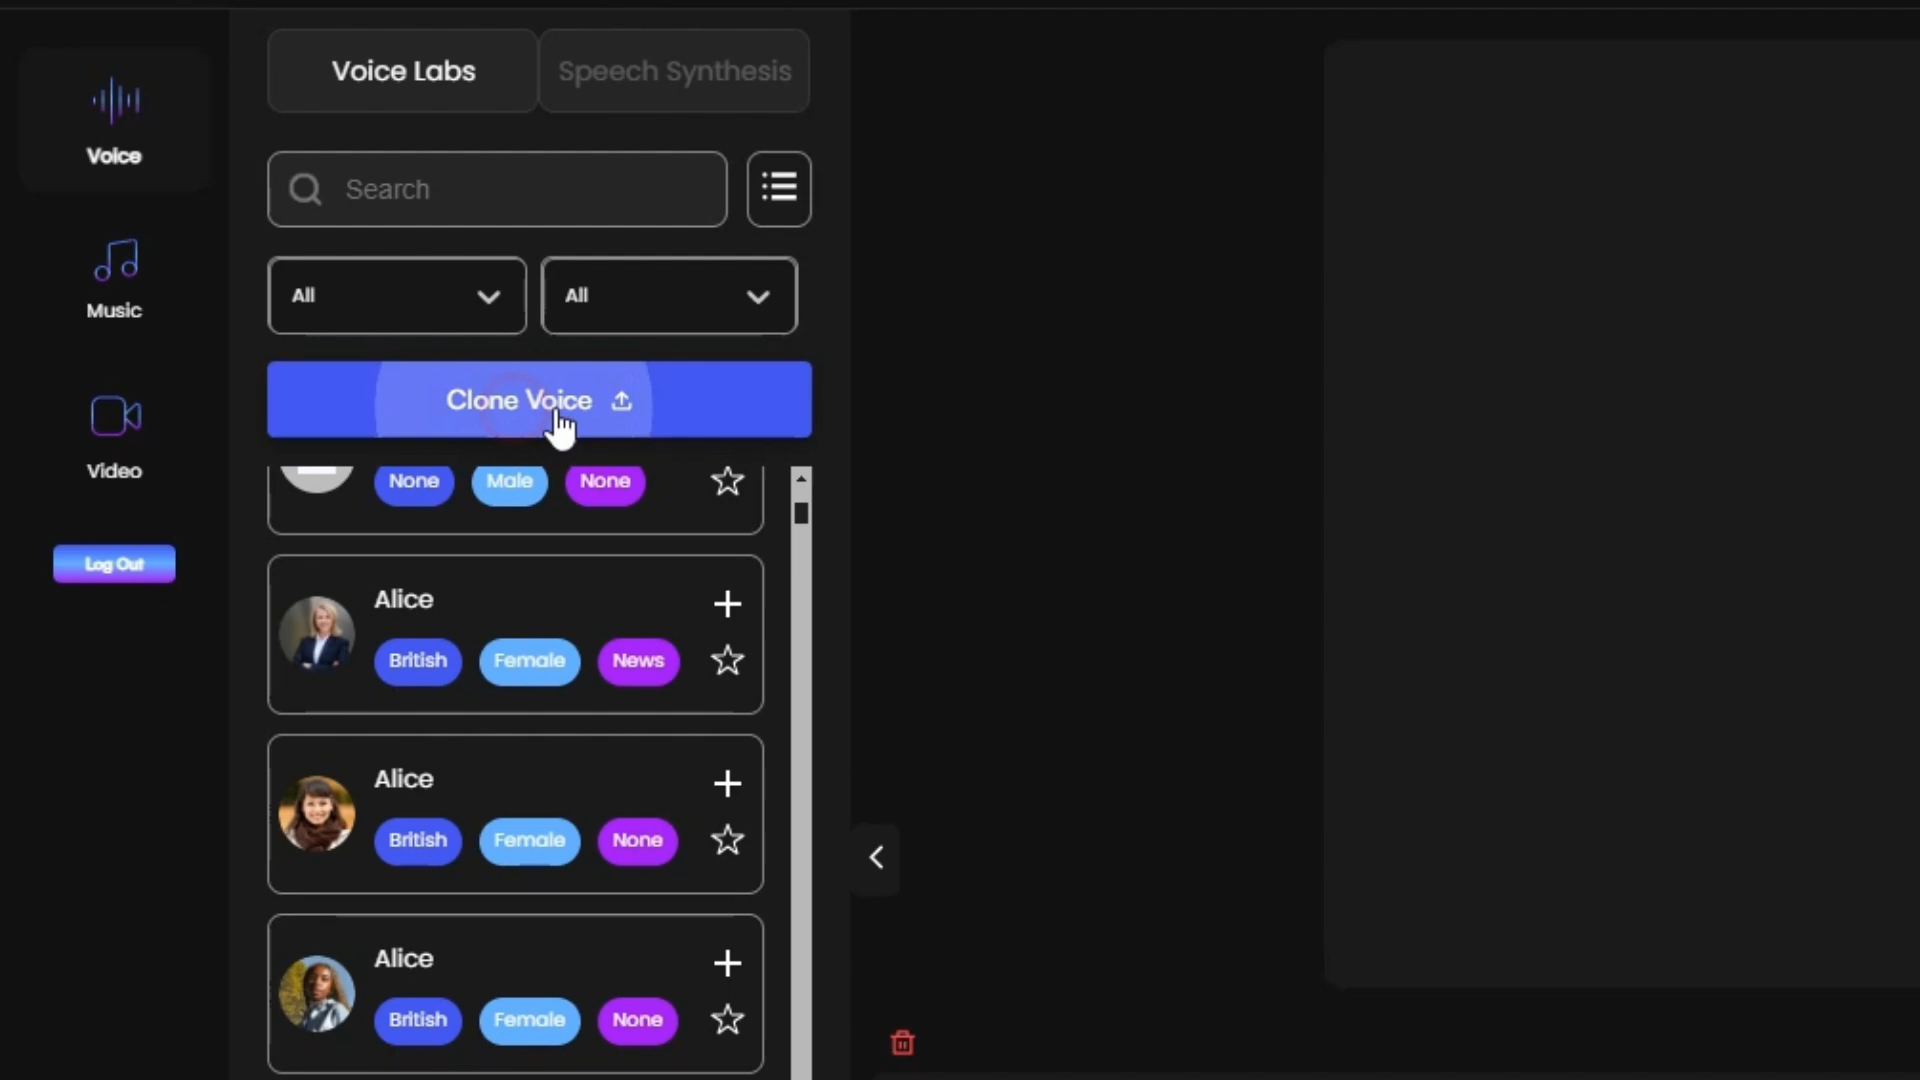 Voice
Music
Video
Log Out
Voice Labs
Speech Synthesis
Search
All
All
Clone Voice
None
Male
None
Alice
British
Female
News
Alice
British
Female
None
Alice
British
Female
None